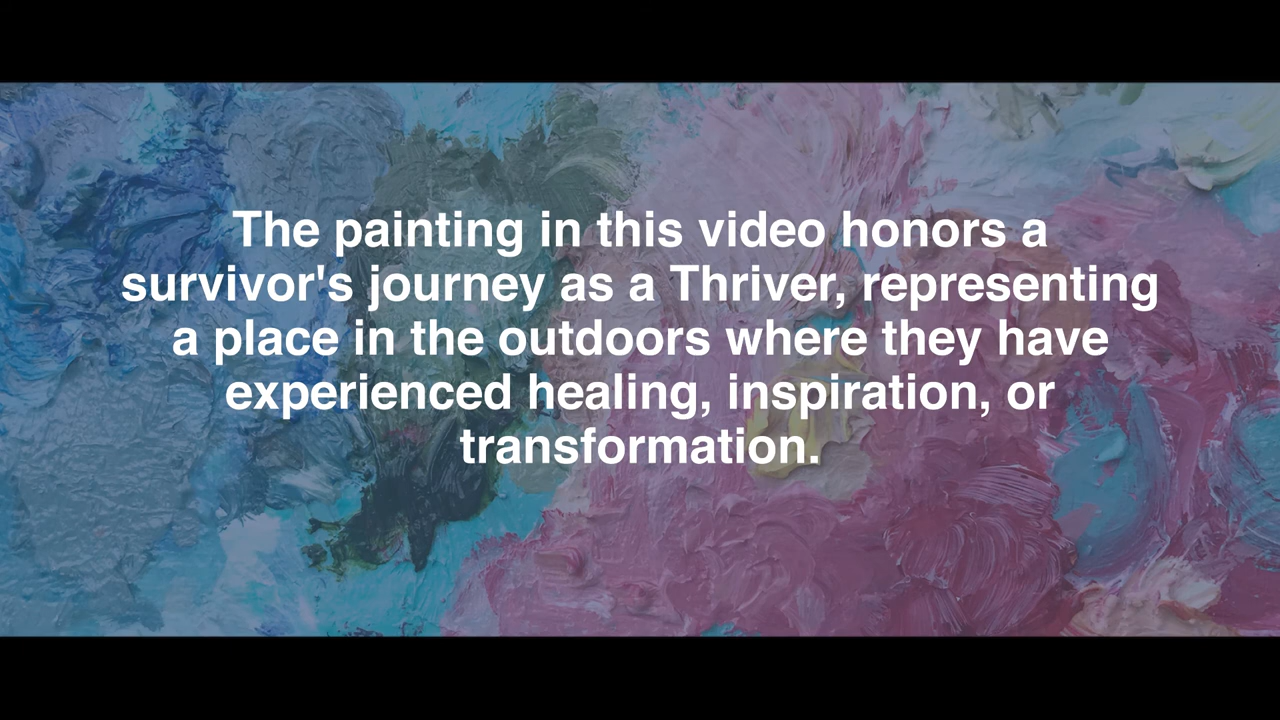 The painting in this video honors a
survivor's journey as a Thriver, representing
a place in the outdoors where they have
experienced healing, inspiration, or
transformation.